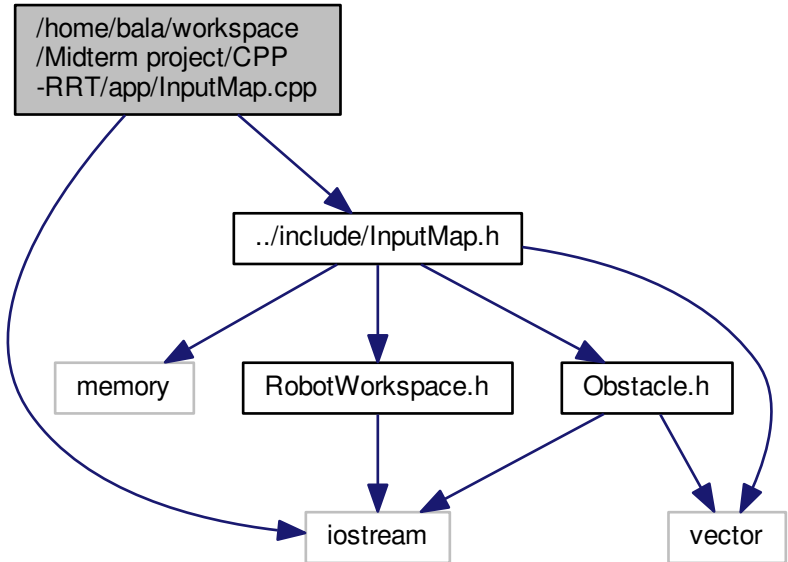 /home/bala/workspace
/Midterm project/CPP
-RRT/app/InputMap.cpp
../include/InputMap.h
memory
RobotWorkspace.h
Obstacle.h
iostream
vector